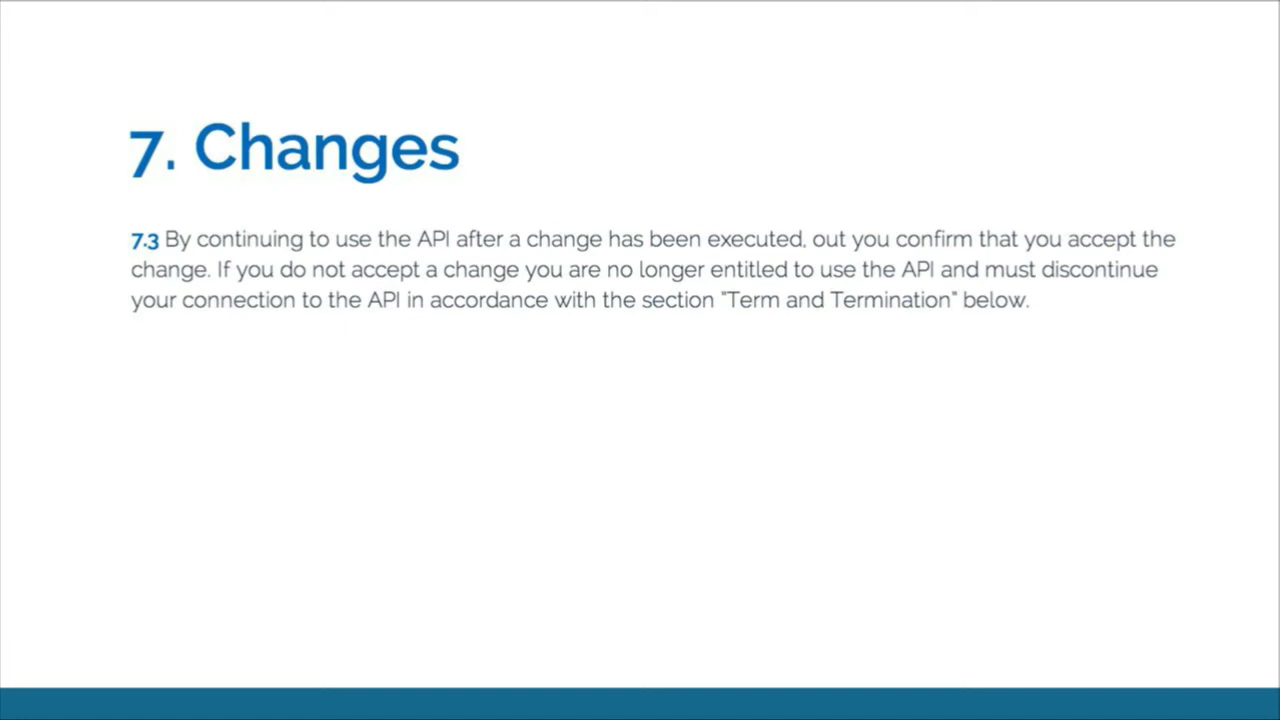 7. Changes
7.3 By continuing to use the API after a change has been executed, out you confirm that you accept the
change. If you do not accept a change you are no longer entitled to use the API and must discontinue
your connection to the API in accordance with the section "Term and Termination" below.